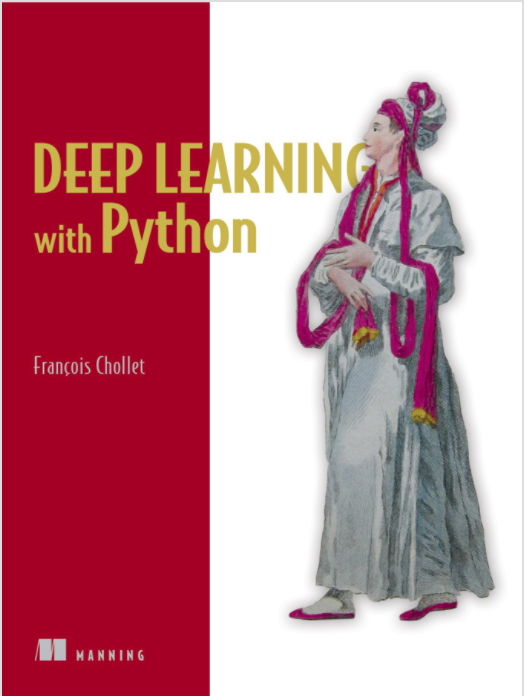 DEEP LEARNING
with Python
François Chollet
MANNING